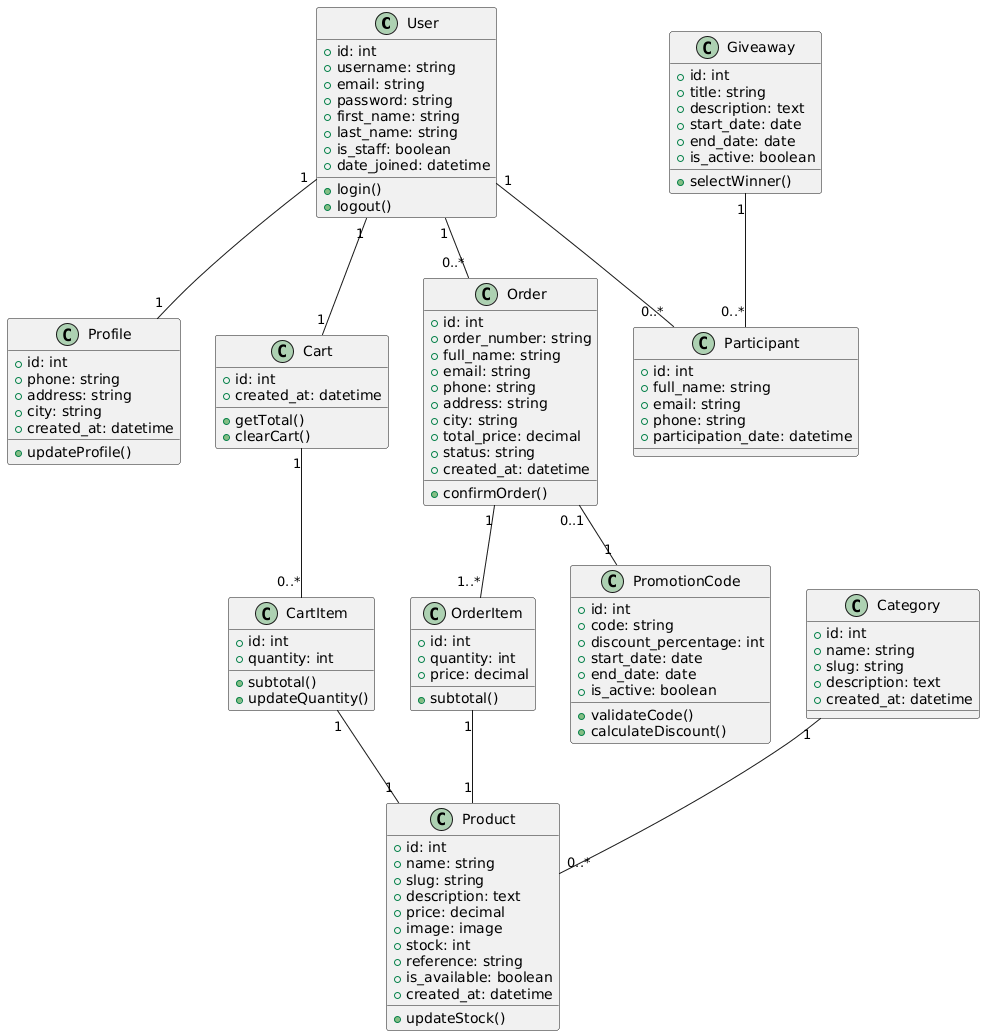 C User
id: int
username: string
email: string
password: string
first_name: string
last_name: string
is_staff: boolean
date_joined: datetime
login()
logout()
C Giveaway
id: int
title: string
description: text
start_date: date
end_date: date
is_active: boolean
selectWinner()
1
1
1
1
1
1
1
0..*
0..*
0..*
C Profile
id: int
phone: string
address: string
city: string
created_at: datetime
updateProfile()
C Cart
id: int
created_at: datetime
getTotal()
clearCart()
C Order
id: int
order_number: string
full_name: string
email: string
phone: string
address: string
city: string
total_price: decimal
status: string
created_at: datetime
confirmOrder()
C Participant
id: int
full_name: string
email: string
phone: string
participation_date: datetime
1
0..*
1
1..*
0..1
1
C CartItem
id: int
quantity: int
subtotal()
updateQuantity()
C OrderItem
id: int
quantity: int
price: decimal
subtotal()
C PromotionCode
id: int
code: string
discount_percentage: int
start_date: date
end_date: date
is_active: boolean
validateCode()
calculateDiscount()
C Category
id: int
name: string
slug: string
description: text
created_at: datetime
1
1
1
1
1
0..*
C Product
id: int
name: string
slug: string
description: text
price: decimal
image: image
stock: int
reference: string
is_available: boolean
created_at: datetime
updateStock()